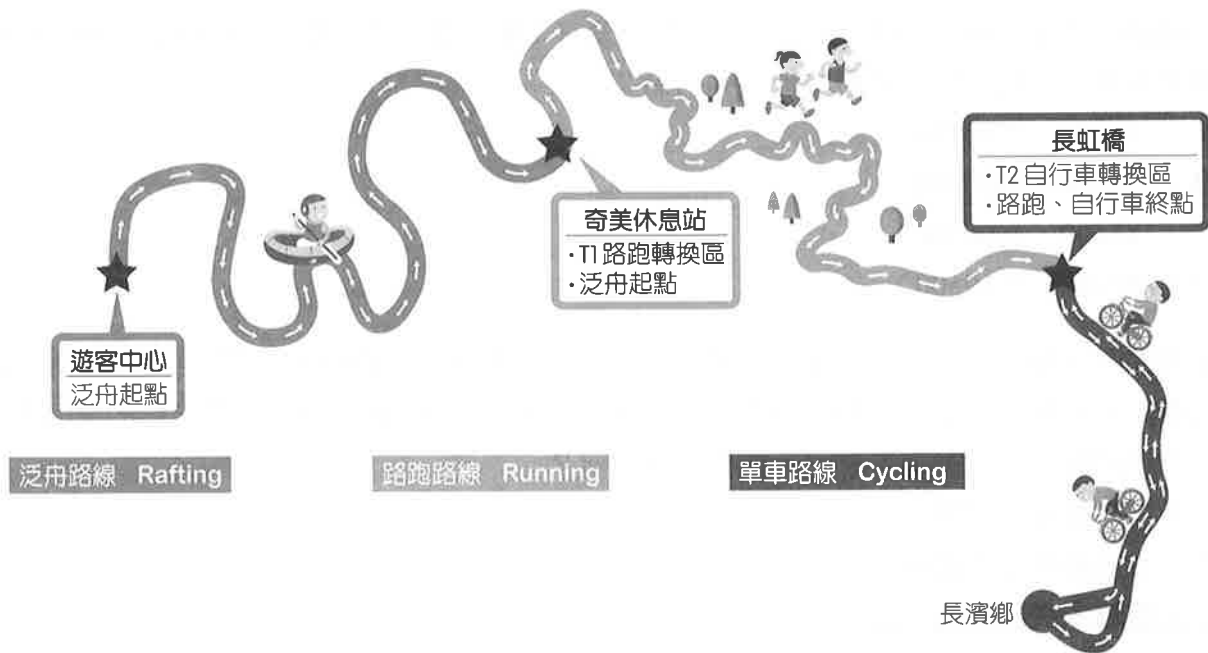 遊客中心
泛舟起點
奇美休息站
·T1 路跑轉換區
·泛舟起點
長虹橋
·T2 自行車轉換區
·路跑、自行車終點
泛舟路線 Rafting
路跑路線 Running
單車路線 Cycling
長濱鄉